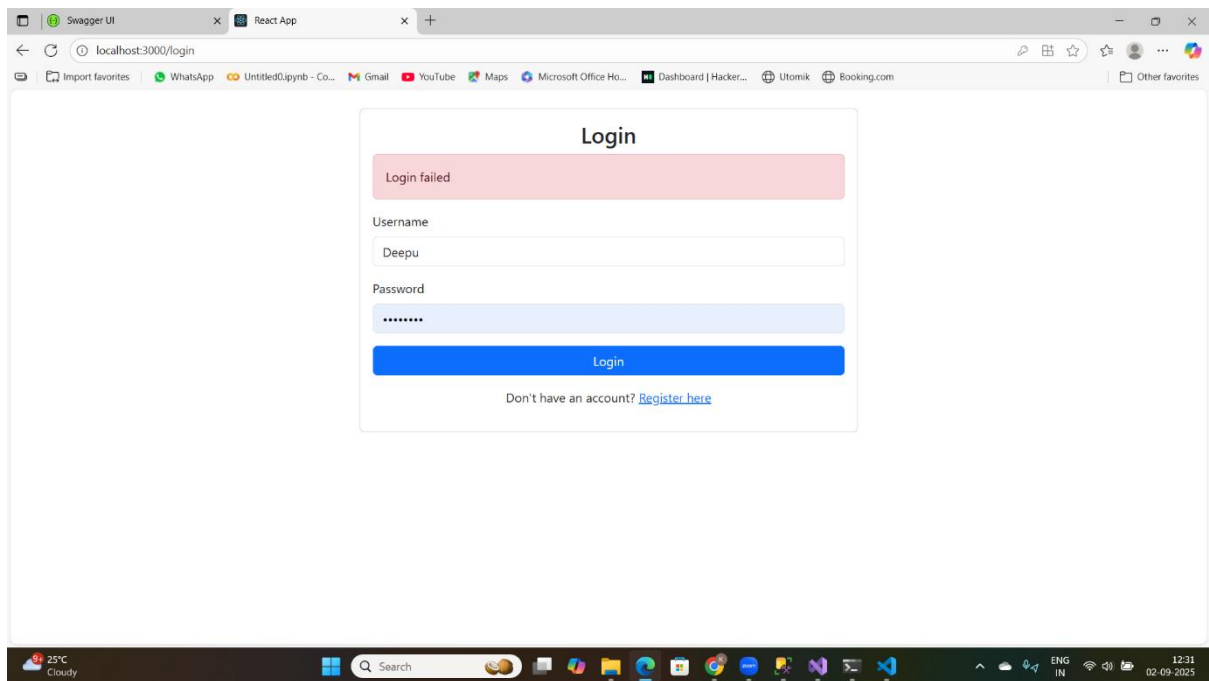 Swagger UI
React App
localhost:3000/login
Import favorites
WhatsApp
Untitled0.ipynb - Co...
Gmail
YouTube
Maps
Microsoft Office Ho...
Dashboard | Hacker...
Utomik
Booking.com
Other favorites
Login
Login failed
Username
Deepu
Password
••••••••
Login
Don't have an account? Register here
9+
25°C
Cloudy
Search
ENG
IN
12:31
02-09-2025